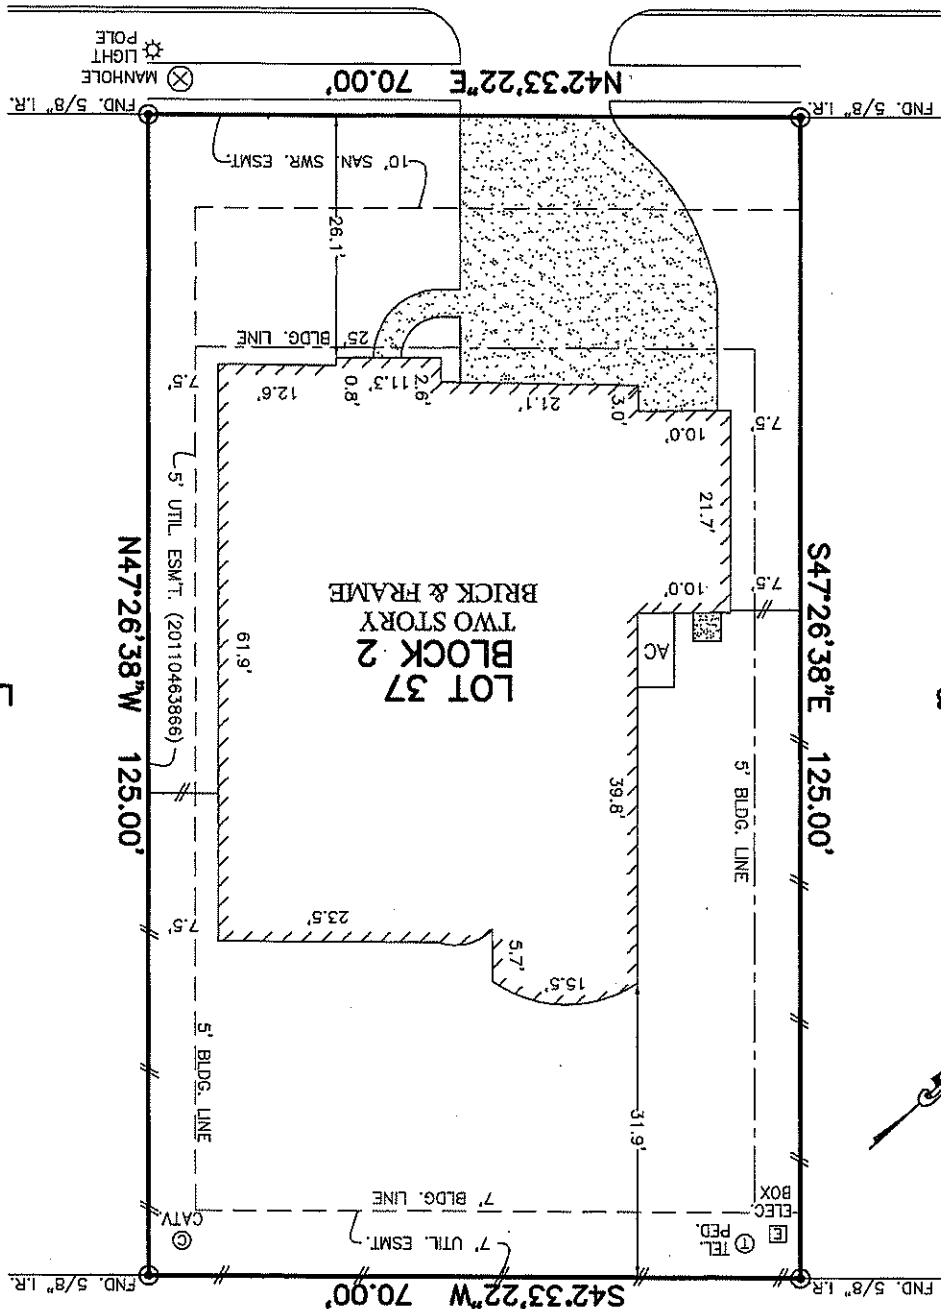 FND. 5/8" I.R.
S42°33'22"W 70.00'
FND. 5/8" I.R.
E
ELEC.
BOX
T
TEL.
PED.
7' UTIL. ESMT.
7' BLDG. LINE
C
CATV.
31.9'
5' BLDG. LINE
15.5'
5.7'
23.5'
7.5'
S47°26'38"E 125.00'
5' BLDG. LINE
39.8'
61.9'
N47°26'38"W 125.00'
5' UTIL. ESM'T. (20110463866)
AC
LOT 37
BLOCK 2
TWO STORY
BRICK & FRAME
7.5'
10.0'
21.7'
10.0'
7.5'
3.0'
21.1'
2.6'
11.3'
0.8'
12.6'
7.5'
25' BLDG. LINE
26.1'
10' SAN. SWR. ESMT.
FND. 5/8" I.R.
N42°33'22"E 70.00'
FND. 5/8" I.R.
MANHOLE
LIGHT
POLE